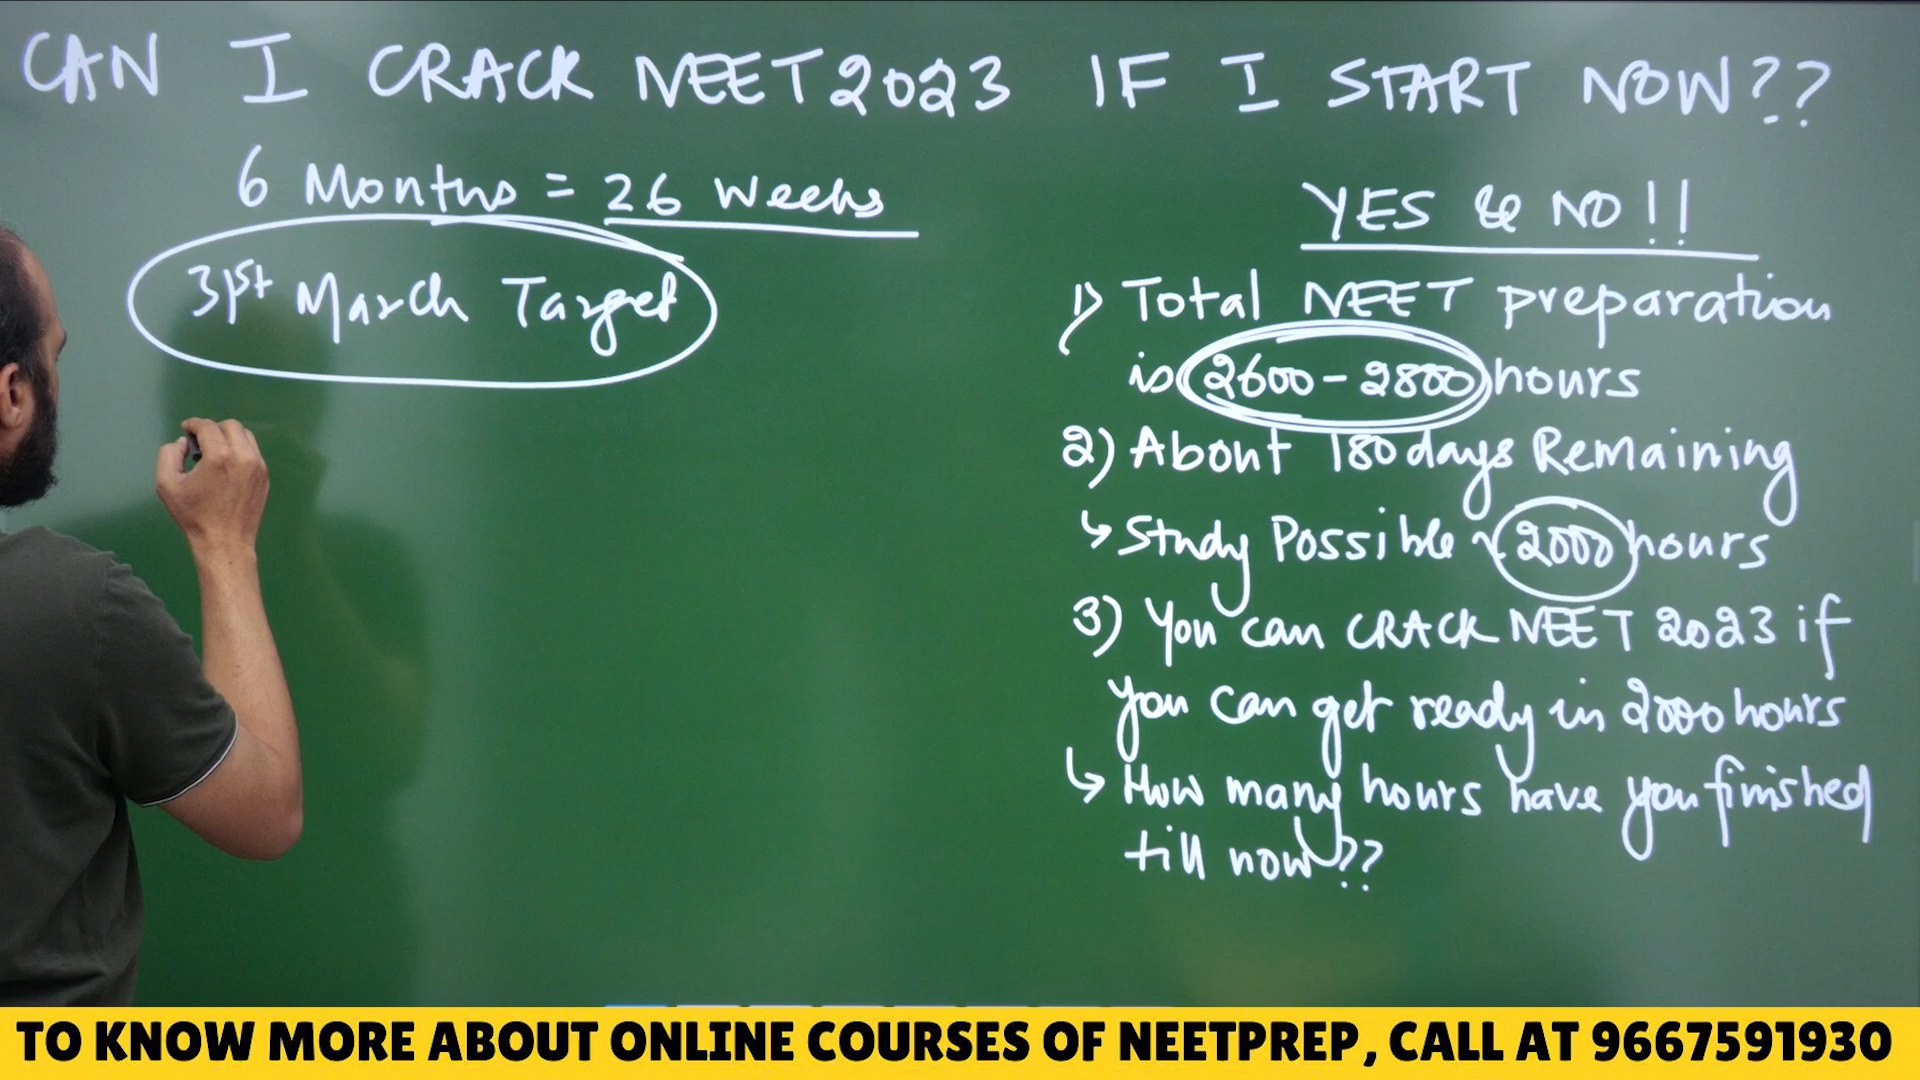 CAN I CRACK NEET 2023 IF I START NOW??
6 Months = 26 Weeks
31st March Target
YES & NO!!
1) Total NEET preparation
is 2600 - 2800 hours
2) About 180 days Remaining
↳ Study Possible ~ 2000 hours
3) You can CRACK NEET 2023 if
you can get ready in 2000 hours
↳ How many hours have you finished
till now??
TO KNOW MORE ABOUT ONLINE COURSES OF NEETPREP, CALL AT 9667591930